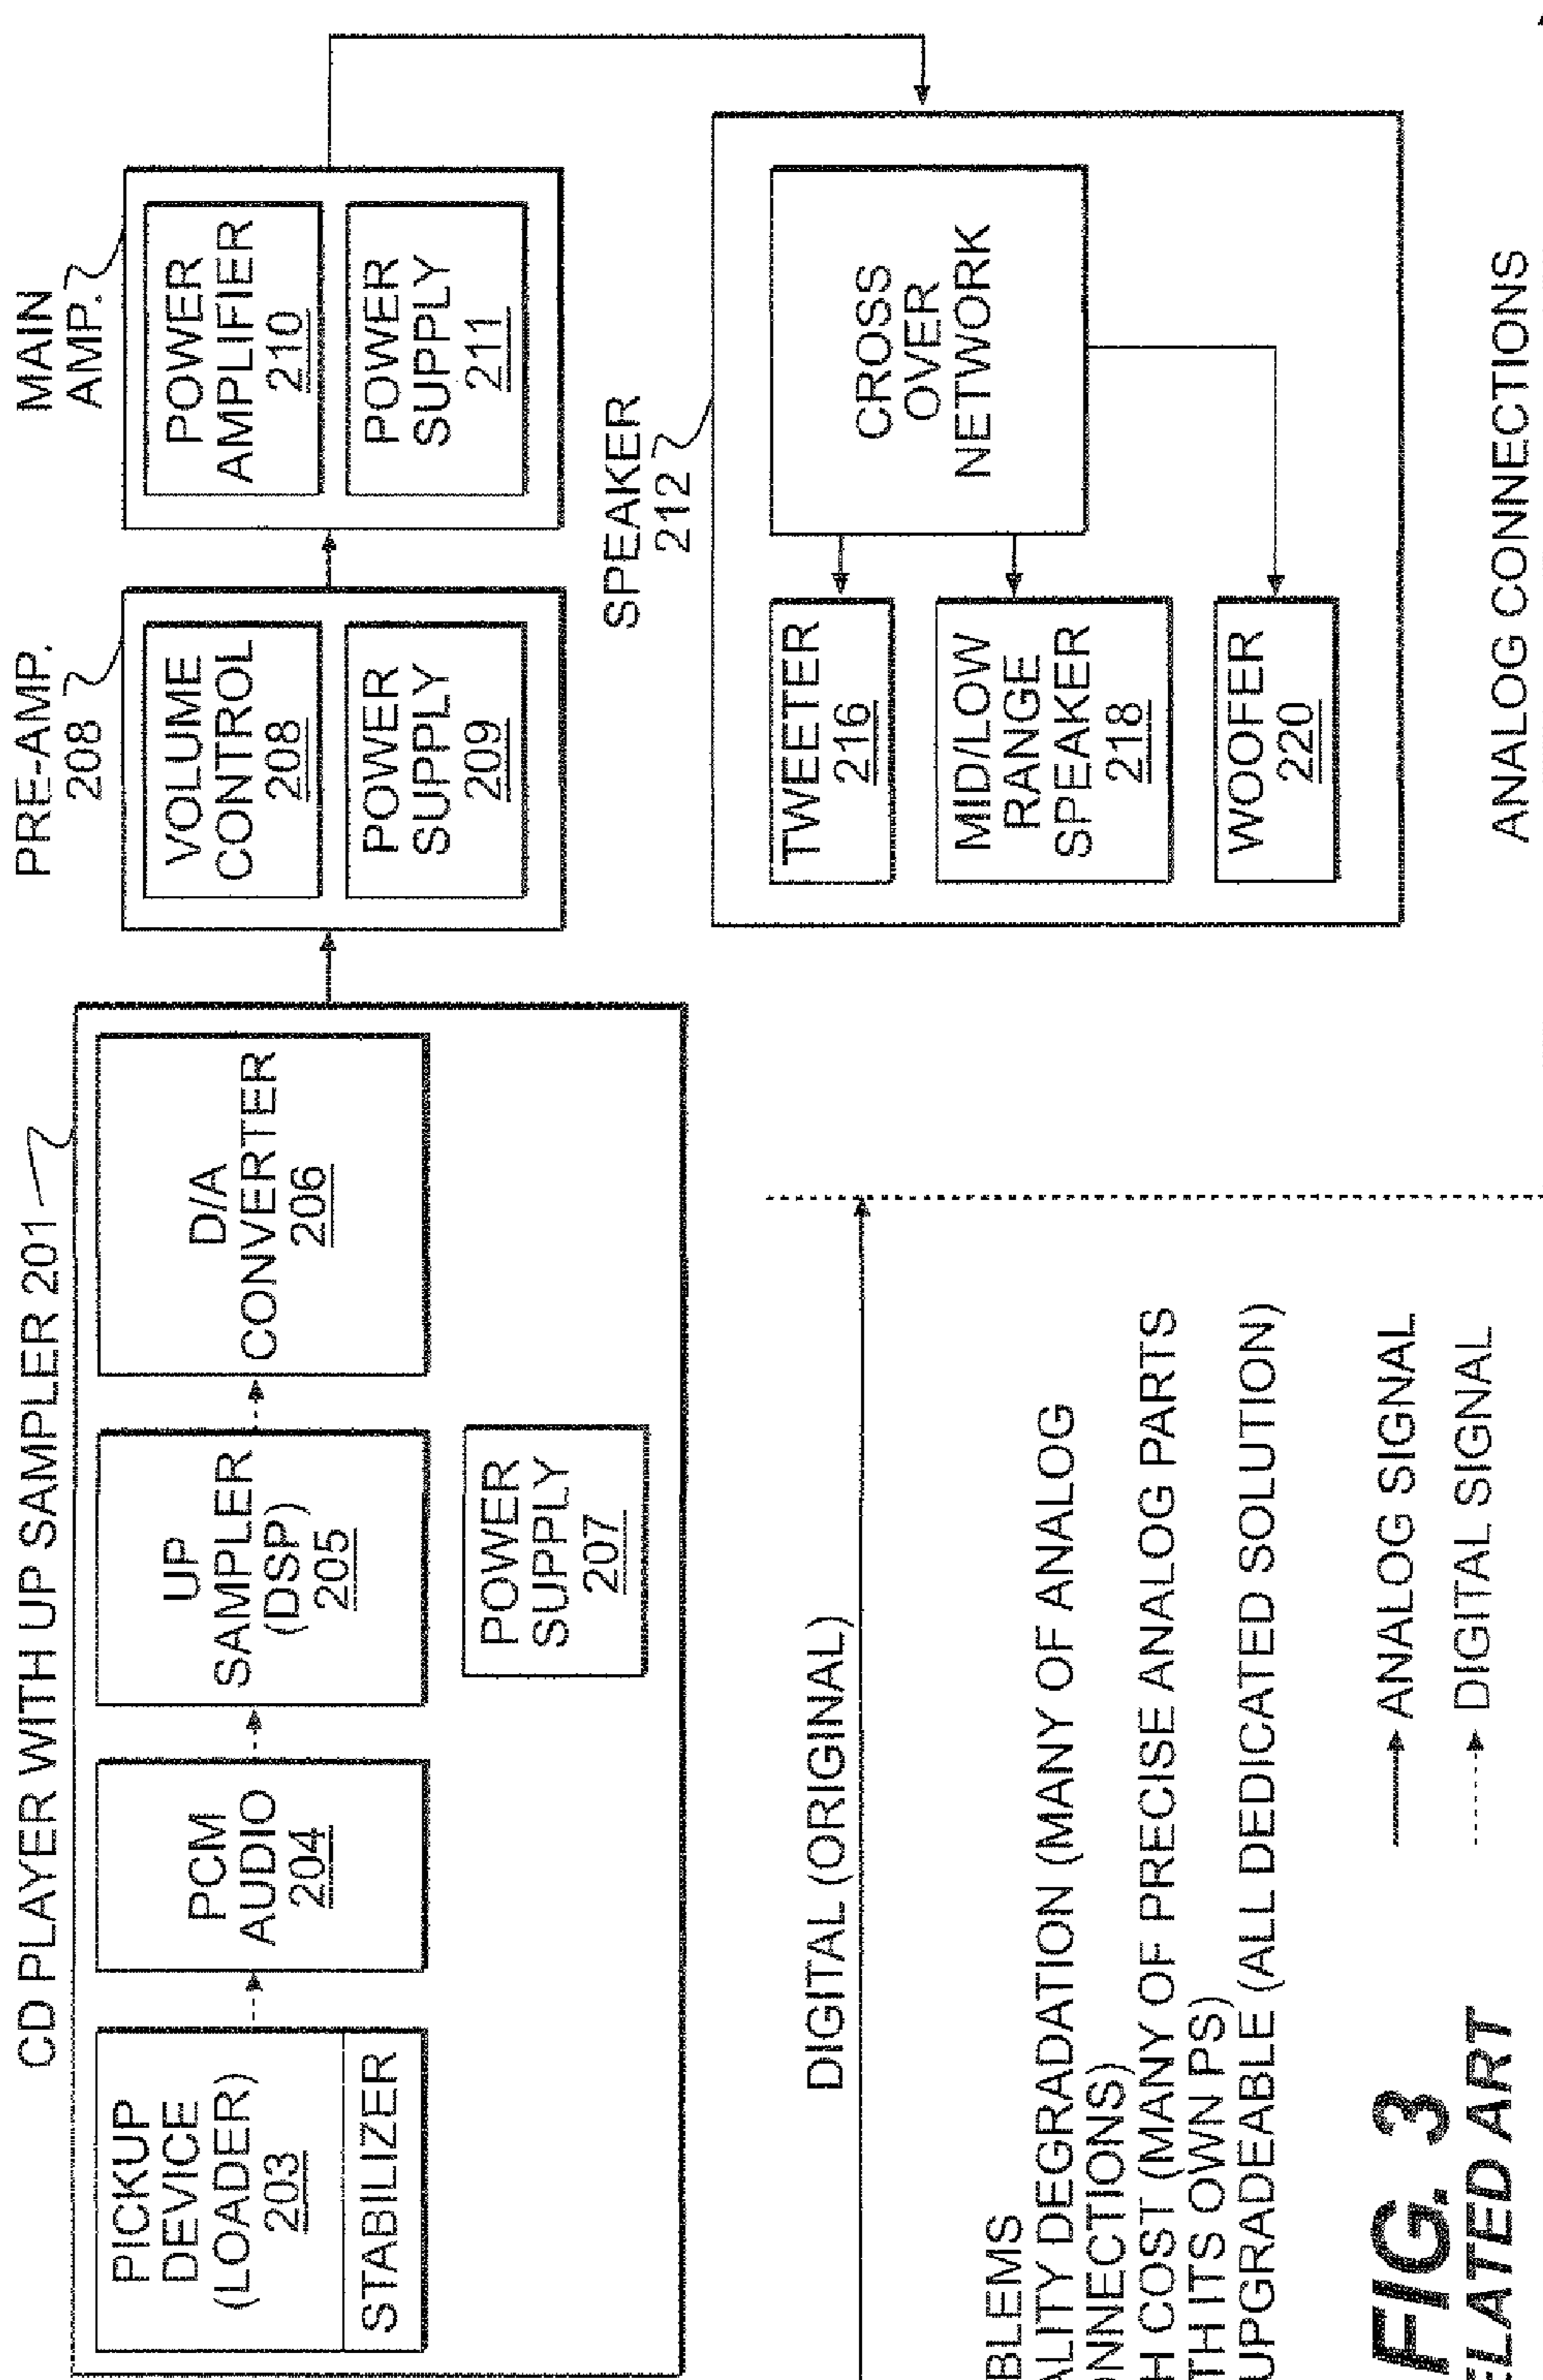 CD PLAYER WITH UP SAMPLER 201
PICKUP
DEVICE
(LOADER)
203
STABILIZER
PCM
AUDIO
204
UP
SAMPLER
(DSP)
205
D/A
CONVERTER
206
POWER
SUPPLY
207
PRE-AMP.
208
VOLUME
CONTROL
208
POWER
SUPPLY
209
MAIN
AMP.
POWER
AMPLIFIER
210
POWER
SUPPLY
211
SPEAKER
212
CROSS
OVER
NETWORK
TWEETER
216
MID/LOW
RANGE
SPEAKER
218
WOOFER
220
DIGITAL (ORIGINAL)
ANALOG CONNECTIONS
BLEMS
ALITY DEGRADATION (MANY OF ANALOG
NNECTIONS)
H COST (MANY OF PRECISE ANALOG PARTS
TH ITS OWN PS)
UPGRADEABLE (ALL DEDICATED SOLUTION)
ANALOG SIGNAL
DIGITAL SIGNAL
FIG. 3
ELATED ART